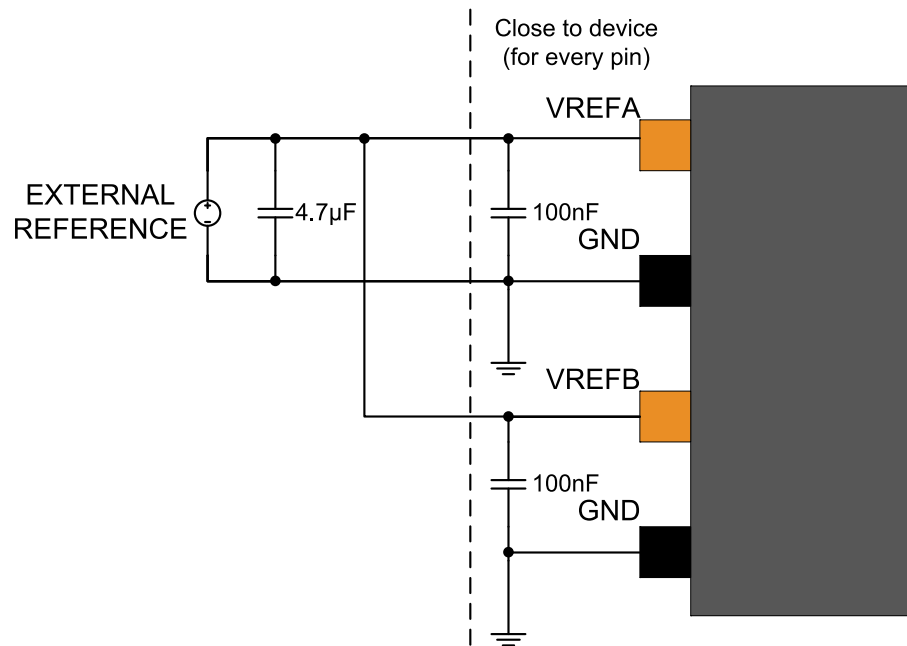 Close to device
(for every pin)
VREFA
EXTERNAL
REFERENCE
4.7µF
100nF
GND
VREFB
100nF
GND